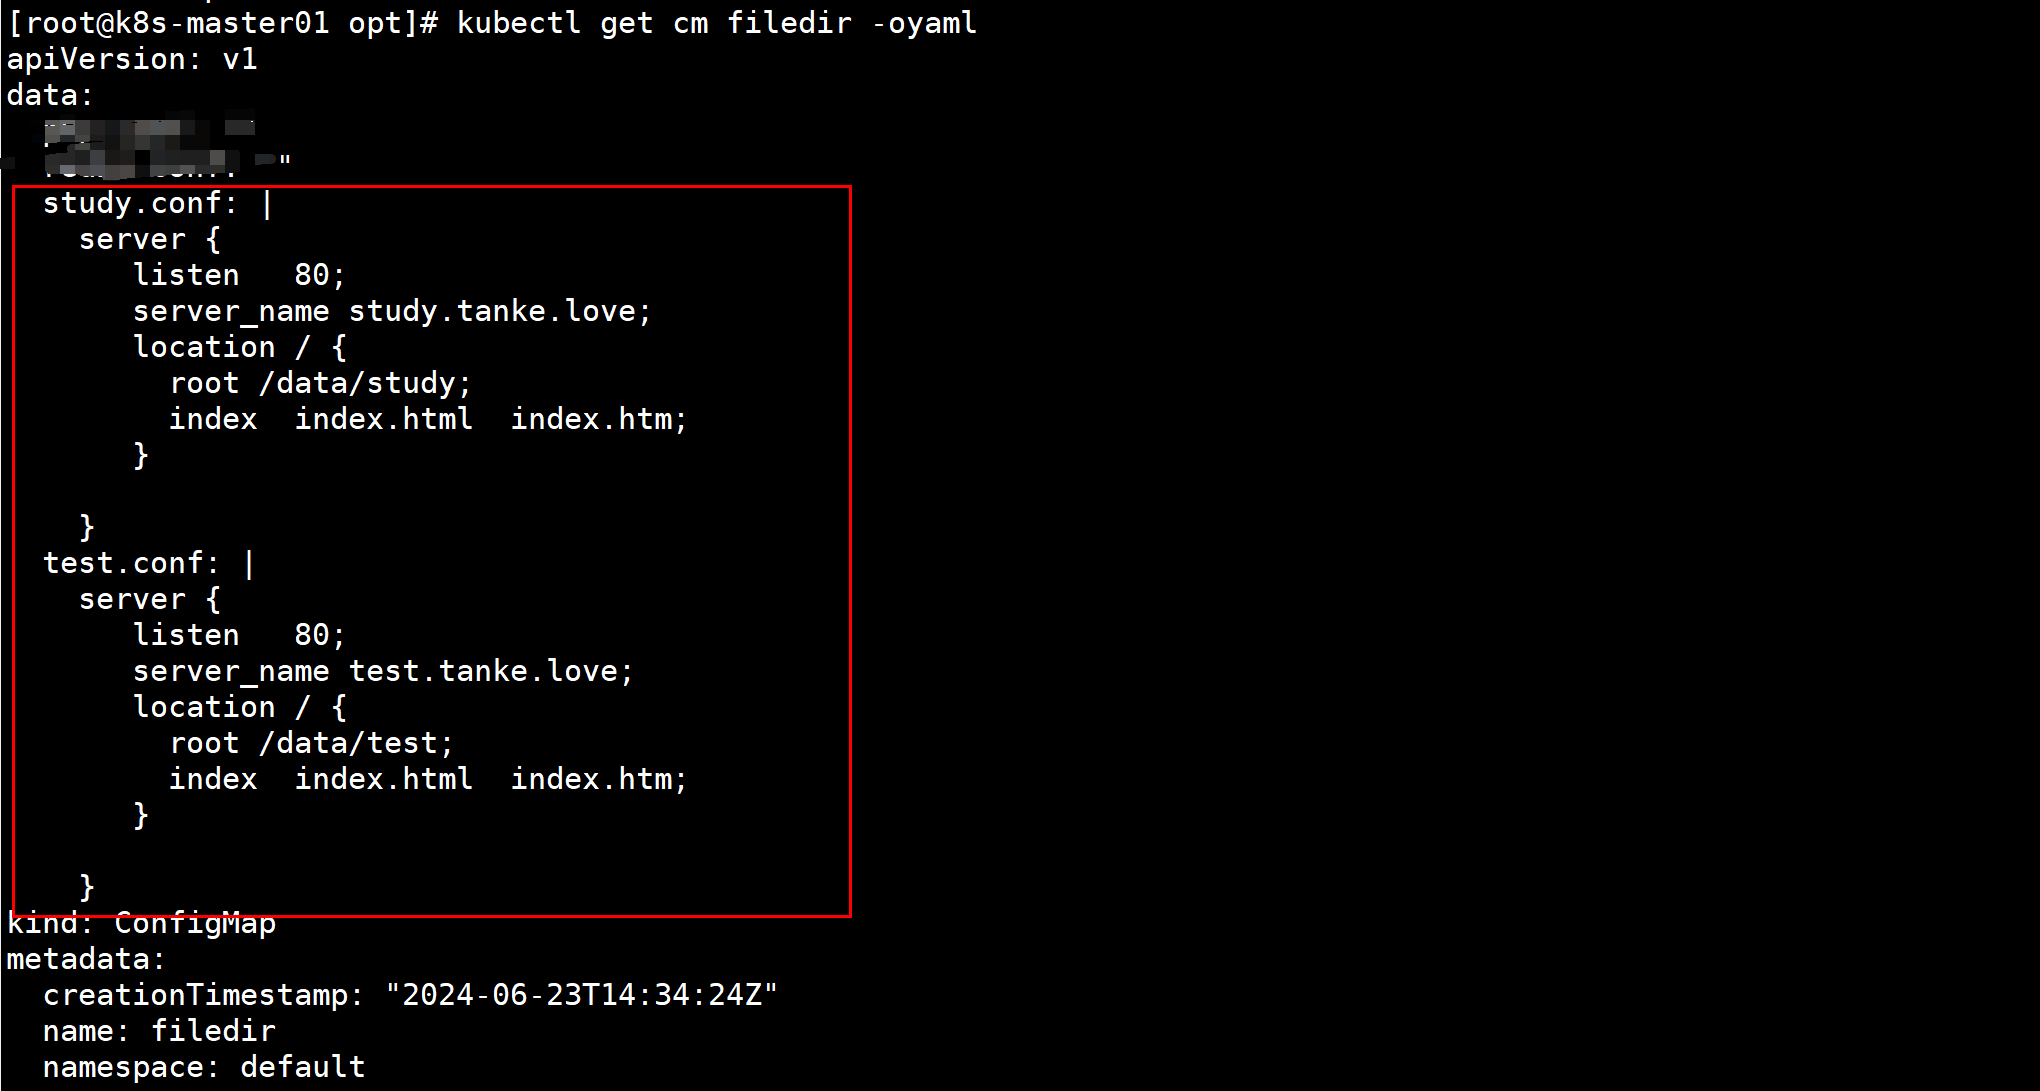 [root@k8s-master01 opt]# kubectl get cm filedir -oyaml
apiVersion: v1
data:
"
  study.conf: |
    server {
       listen   80;
       server_name study.tanke.love;
       location / {
         root /data/study;
         index  index.html  index.htm;
       }

    }
  test.conf: |
    server {
       listen   80;
       server_name test.tanke.love;
       location / {
         root /data/test;
         index  index.html  index.htm;
       }

    }
kind: ConfigMap
metadata:
  creationTimestamp: "2024-06-23T14:34:24Z"
  name: filedir
  namespace: default